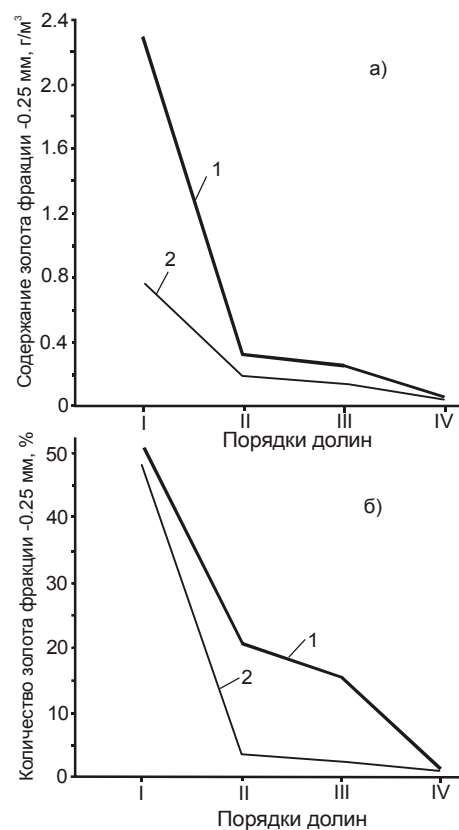 Содержание золота фракции -0.25 мм, г/м³
2.4
2.0
1.6
1.2
0.8
0.4
0
а)
1
2
I
II
III
IV
Порядки долин
Количество золота фракции -0.25 мм, %
50
40
30
20
10
0
б)
1
2
I
II
III
IV
Порядки долин